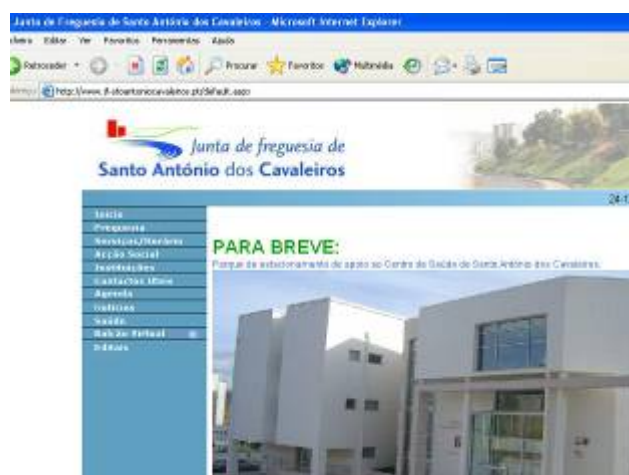 Junta de Freguesia de Santo António dos Cavaleiros - Microsoft Internet Explorer
Editar Ver Favoritos Ferramentas Ajuda
Retroceder Procurar Favoritos Multimédia
Junta de freguesia de
Santo António dos Cavaleiros
Início
Freguesia
Serviços/Horário
Acção Social
Instituições
Contactos Úteis
Agenda
Notícias
Saúde
Balcão Virtual
Editais
PARA BREVE:
Parque de estacionamento de apoio ao Centro de Saúde de Santo António dos Cavaleiros.